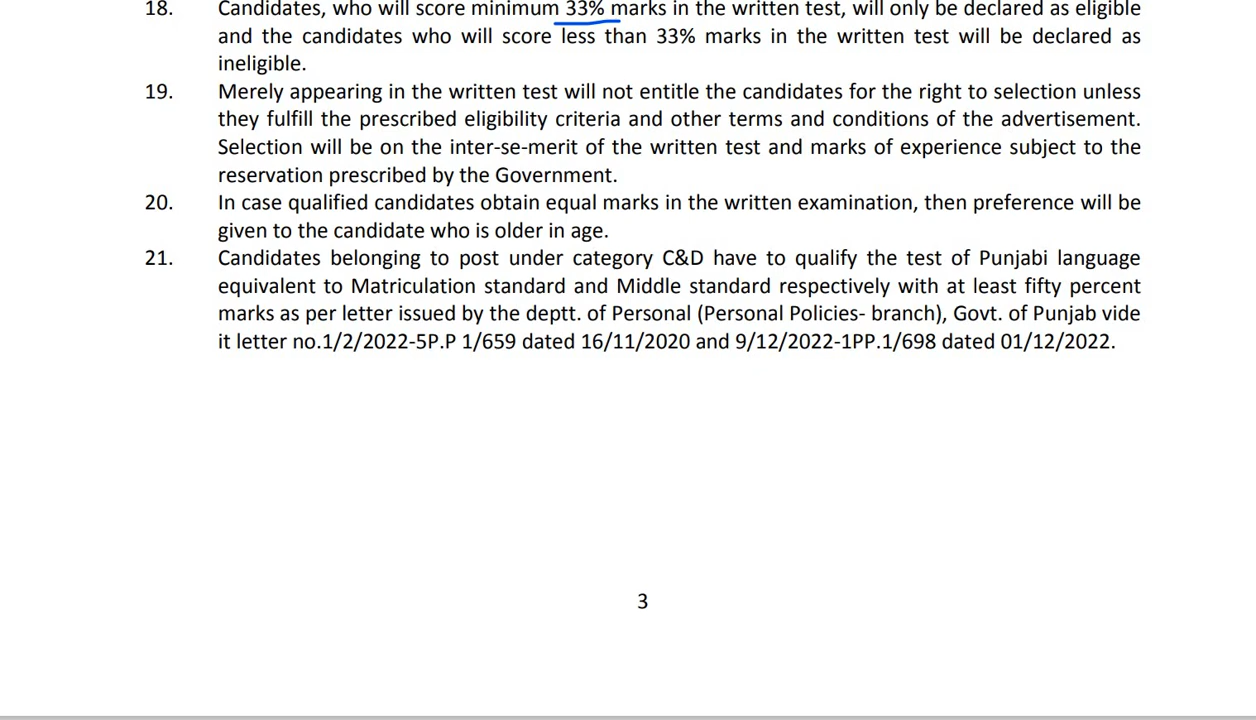 18. Candidates, who will score minimum 33% marks in the written test, will only be declared as eligible
and the candidates who will score less than 33% marks in the written test will be declared as
ineligible.
19. Merely appearing in the written test will not entitle the candidates for the right to selection unless
they fulfill the prescribed eligibility criteria and other terms and conditions of the advertisement.
Selection will be on the inter-se-merit of the written test and marks of experience subject to the
reservation prescribed by the Government.
20. In case qualified candidates obtain equal marks in the written examination, then preference will be
given to the candidate who is older in age.
21. Candidates belonging to post under category C&D have to qualify the test of Punjabi language
equivalent to Matriculation standard and Middle standard respectively with at least fifty percent
marks as per letter issued by the deptt. of Personal (Personal Policies- branch), Govt. of Punjab vide
it letter no.1/2/2022-5P.P 1/659 dated 16/11/2020 and 9/12/2022-1PP.1/698 dated 01/12/2022.
3